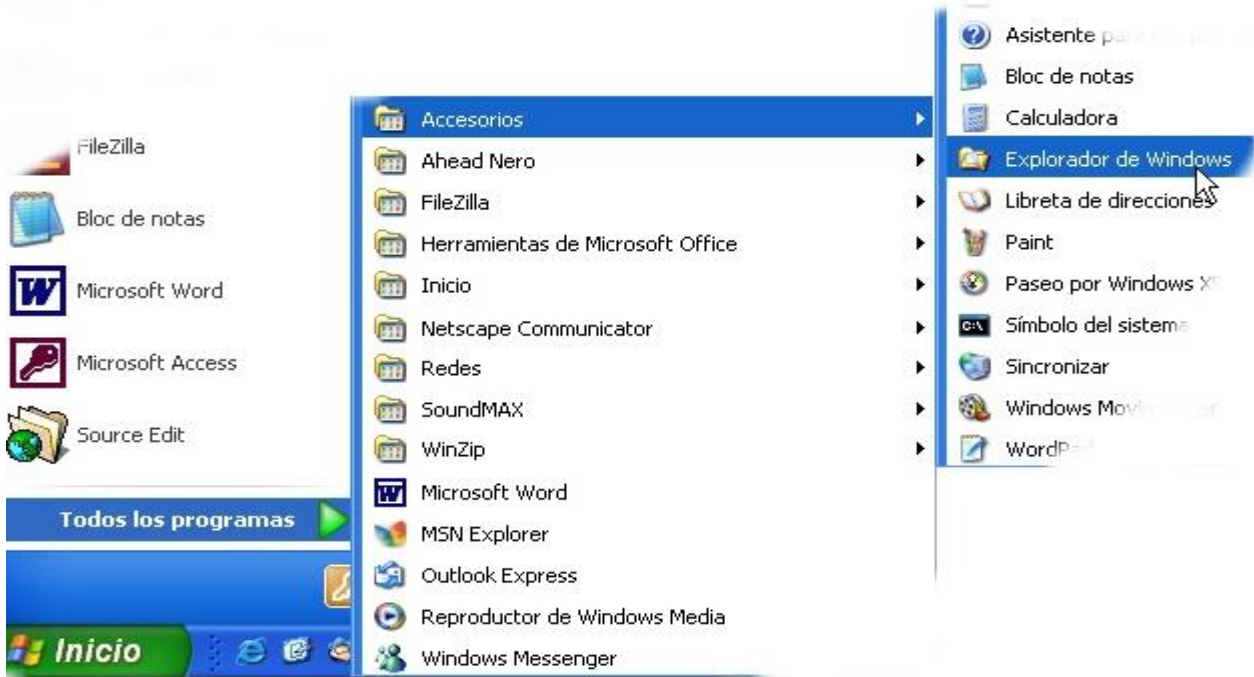 FileZilla
Bloc de notas
Microsoft Word
Microsoft Access
Source Edit
Todos los programas
Inicio
Accesorios
Ahead Nero
FileZilla
Herramientas de Microsoft Office
Inicio
Netscape Communicator
Redes
SoundMAX
WinZip
Microsoft Word
MSN Explorer
Outlook Express
Reproductor de Windows Media
Windows Messenger
Asistente
Bloc de notas
Calculadora
Explorador de Windows
Libreta de direcciones
Paint
Paseo por Windows
C:\
Símbolo del sistema
Sincronizar
Windows